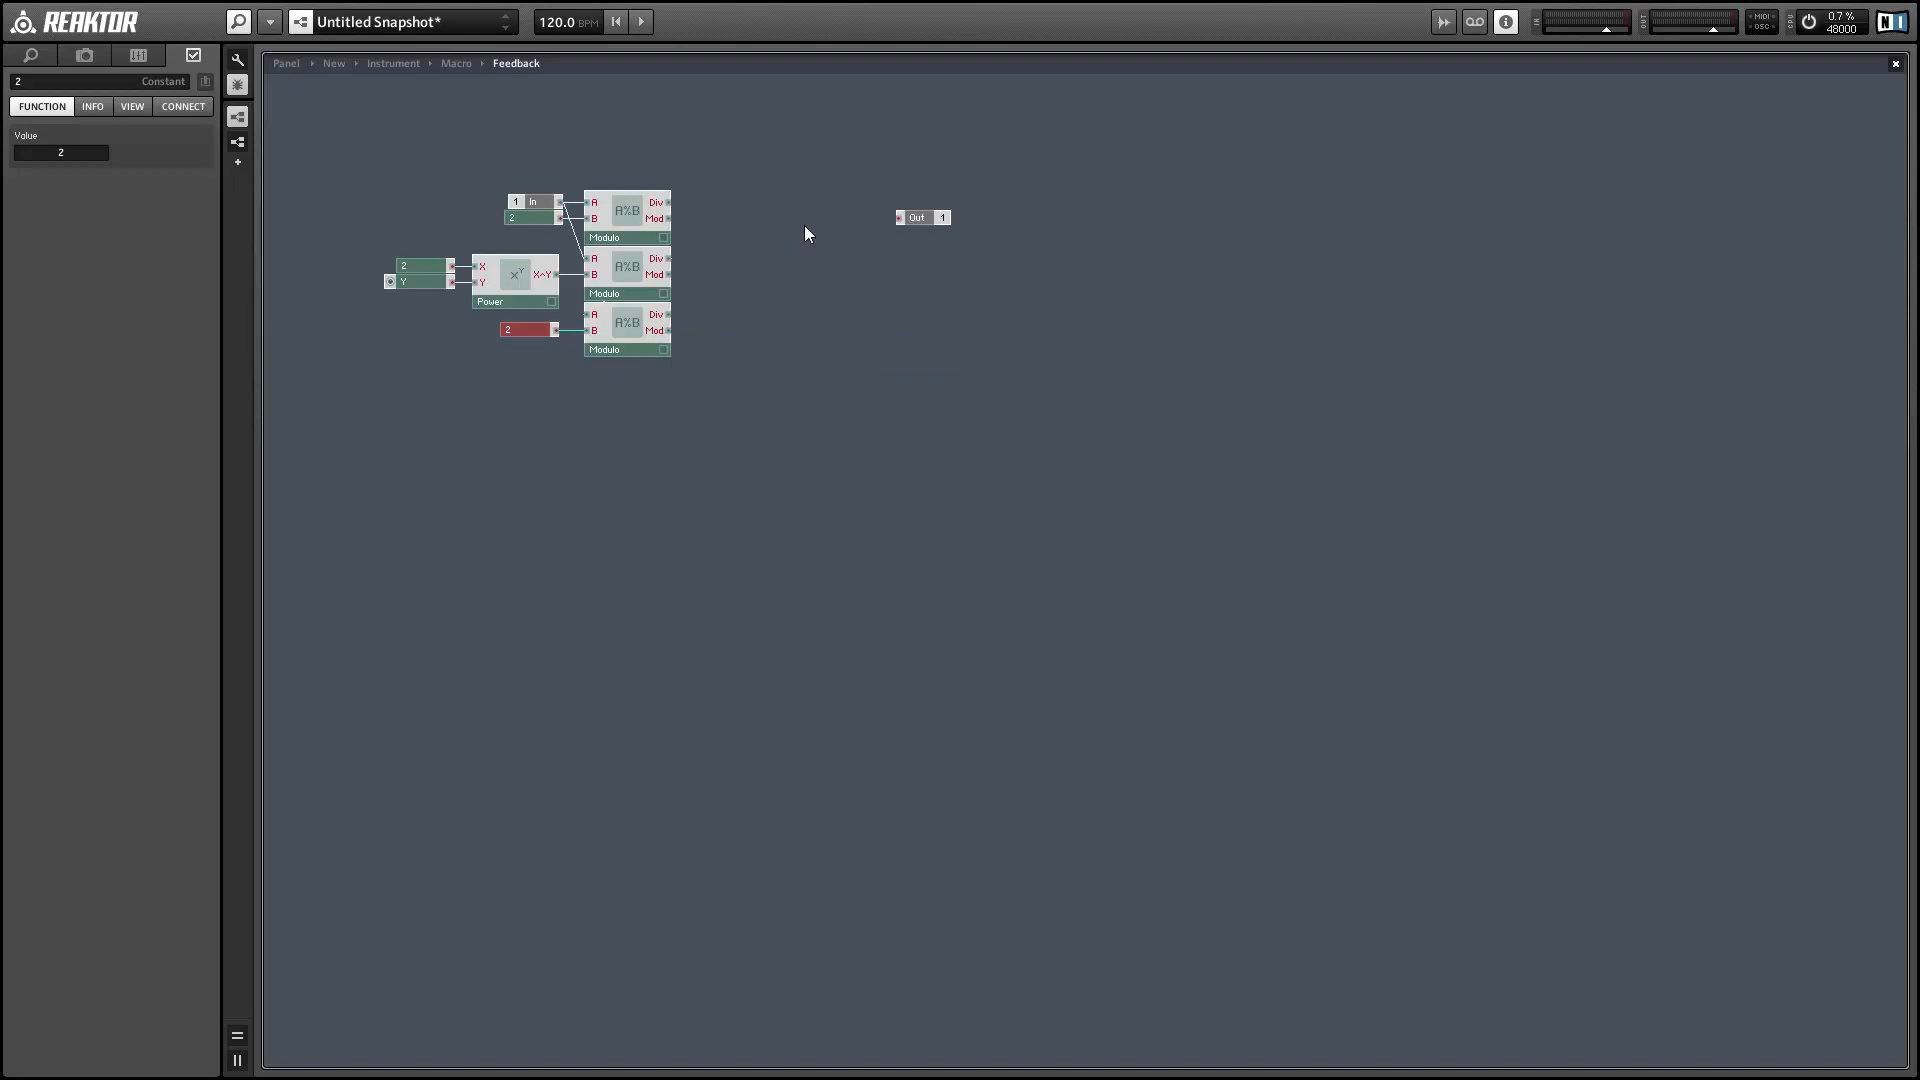 REAKTOR
Untitled Snapshot*
120.0 BPM
MIDI
OSC
0.7 %
48000
2 Constant
FUNCTION INFO VIEW CONNECT
Value
2
Panel New Instrument Macro Feedback
1 In
2
A A%B Div
B Mod
Modulo
2
Y
X X^Y X^Y
Y
Power
A A%B Div
B Mod
Modulo
2
A A%B Div
B Mod
Modulo
Out 1